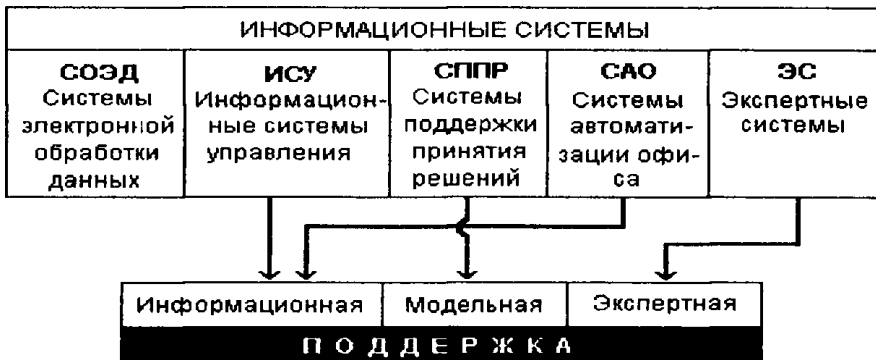 ИНФОРМАЦИОННЫЕ СИСТЕМЫ
СОЭД
Системы
электронной
обработки
данных
ИСУ
Информацион-
ные системы
управления
СППР
Системы
поддержки
принятия
решений
САО
Системы
автомати-
зации офи-
са
ЭС
Экспертные
системы
Информационная
Модельная
Экспертная
ПОДДЕРЖКА